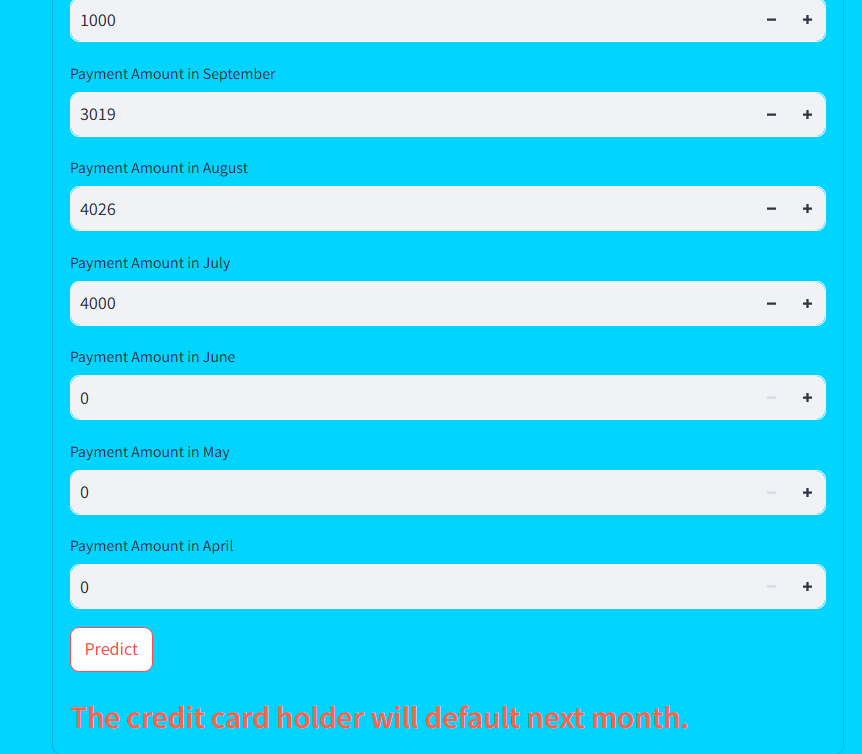 1000
Payment Amount in September
3019
Payment Amount in August
4026
Payment Amount in July
4000
Payment Amount in June
0
Payment Amount in May
0
Payment Amount in April
0
Predict
The credit card holder will default next month.